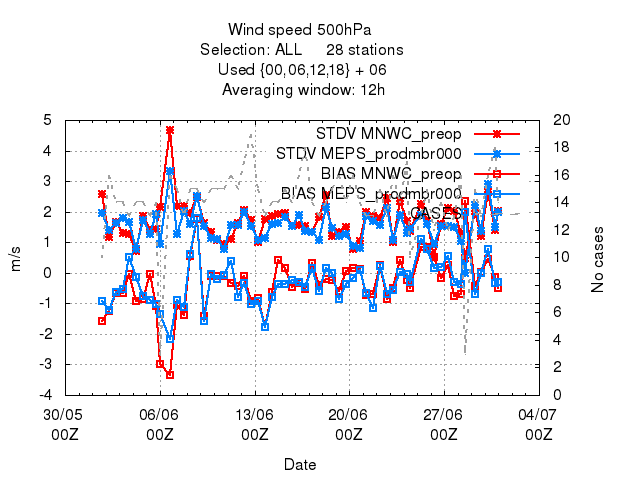 Wind speed 500hPa
Selection: ALL 28 stations
Used {00,06,12,18} + 06
Averaging window: 12h
5
4
3
2
1
0
-1
-2
-3
-4
m/s
20
18
16
14
12
10
8
6
4
2
0
No cases
STDV MNWC_preop
STDV MEPS_prodmbr000
BIAS MNWC_preop
BIAS MEPS_prodmbr000
CASES
30/05 06/06 13/06 20/06 27/06 04/07
00Z 00Z 00Z 00Z 00Z 00Z
Date